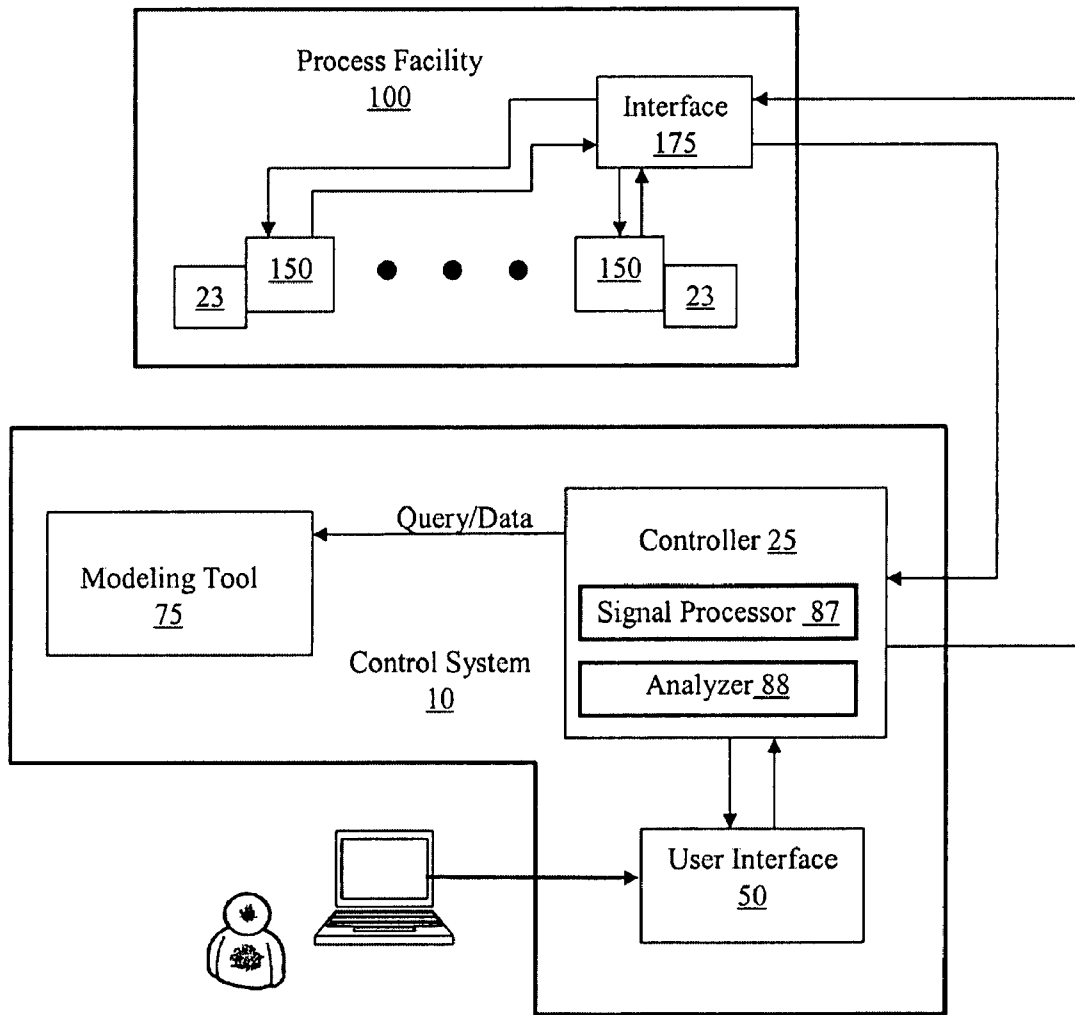 Process Facility
100
Interface
175
150
150
23
23
Query/Data
Modeling Tool
75
Controller 25
Signal Processor 87
Analyzer 88
Control System
10
User Interface
50